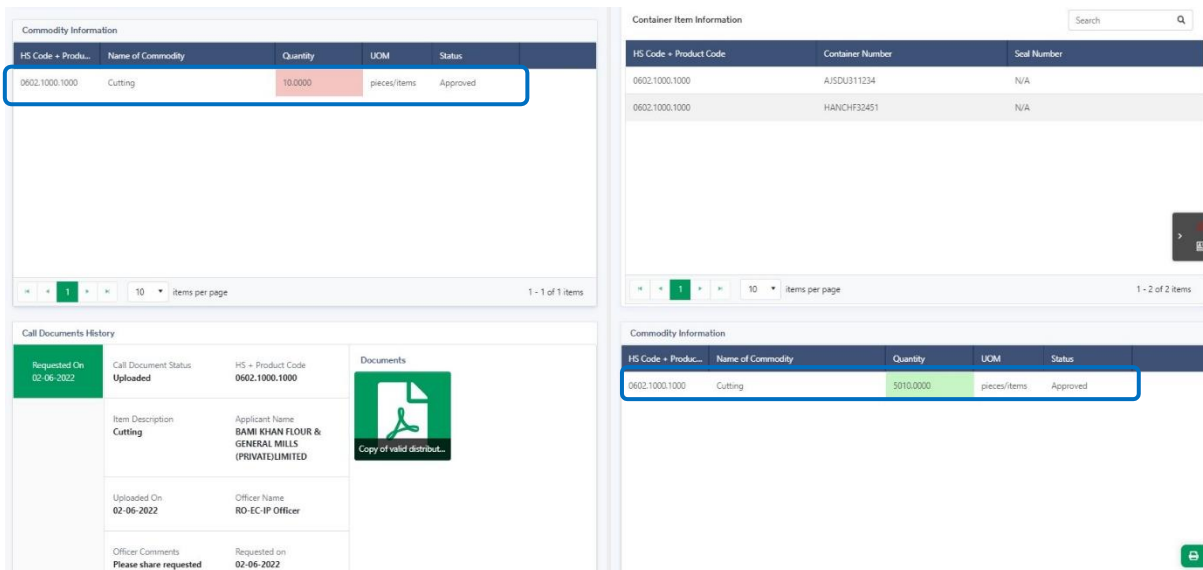 Commodity Information
HS Code + Produ... Name of Commodity Quantity UOM Status
0602.1000.1000 Cutting 10.0000 pieces/items Approved
1 10 items per page 1 - 1 of 1 items
Container Item Information Search
HS Code + Product Code Container Number Seal Number
0602.1000.1000 AJSDU311234 N/A
0602.1000.1000 HANCHF32451 N/A
1 10 items per page 1 - 2 of 2 items
Call Documents History
Requested On
02-06-2022
Call Document Status
Uploaded
HS + Product Code
0602.1000.1000
Item Description
Cutting
Applicant Name
BAMI KHAN FLOUR &
GENERAL MILLS
(PRIVATE)LIMITED
Uploaded On
02-06-2022
Officer Name
RO-EC-IP Officer
Officer Comments
Please share requested
Requested on
02-06-2022
Documents
Copy of valid distribut...
Commodity Information
HS Code + Produc... Name of Commodity Quantity UOM Status
0602.1000.1000 Cutting 5010.0000 pieces/items Approved